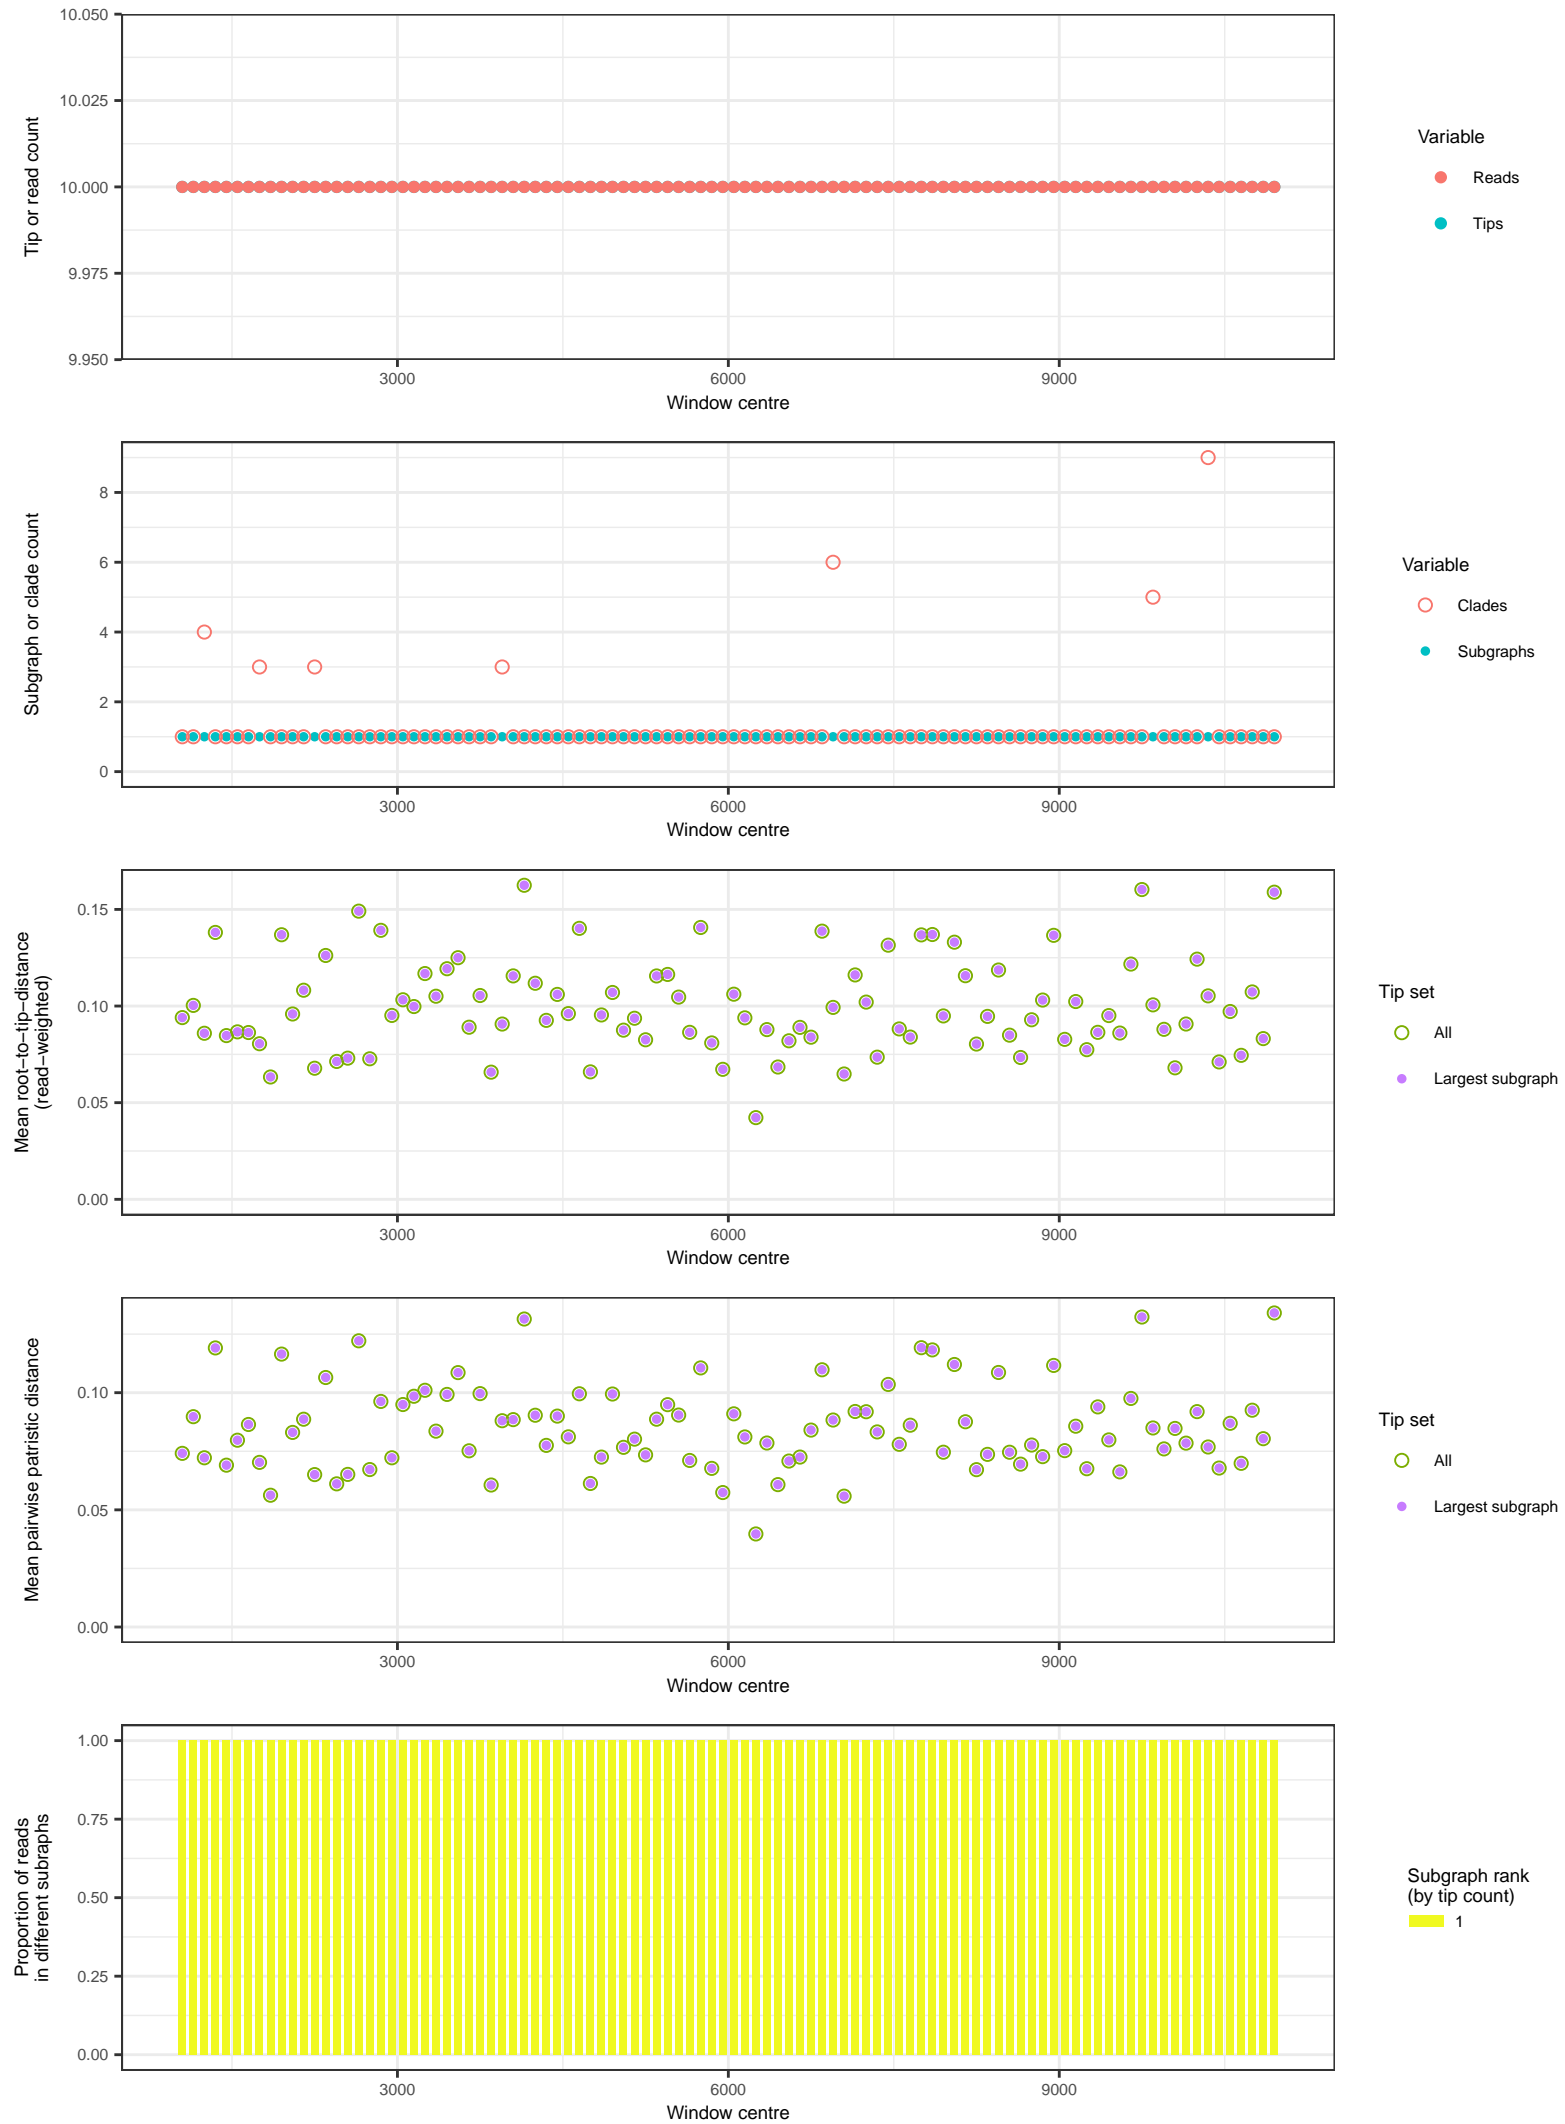 10.050
10.025
10.000
9.975
9.950
Tip or read count
3000 6000 9000
Window centre
Variable
Reads
Tips
8
6
4
2
0
Subgraph or clade count
3000 6000 9000
Window centre
Variable
Clades
Subgraphs
0.15
0.10
0.05
0.00
Mean root−to−tip−distance
(read−weighted)
3000 6000 9000
Window centre
Tip set
All
Largest subgraph
0.10
0.05
0.00
Mean pairwise patristic distance
3000 6000 9000
Window centre
Tip set
All
Largest subgraph
1.00
0.75
0.50
0.25
0.00
Proportion of reads
in different subraphs
3000 6000 9000
Window centre
Subgraph rank
(by tip count)
1